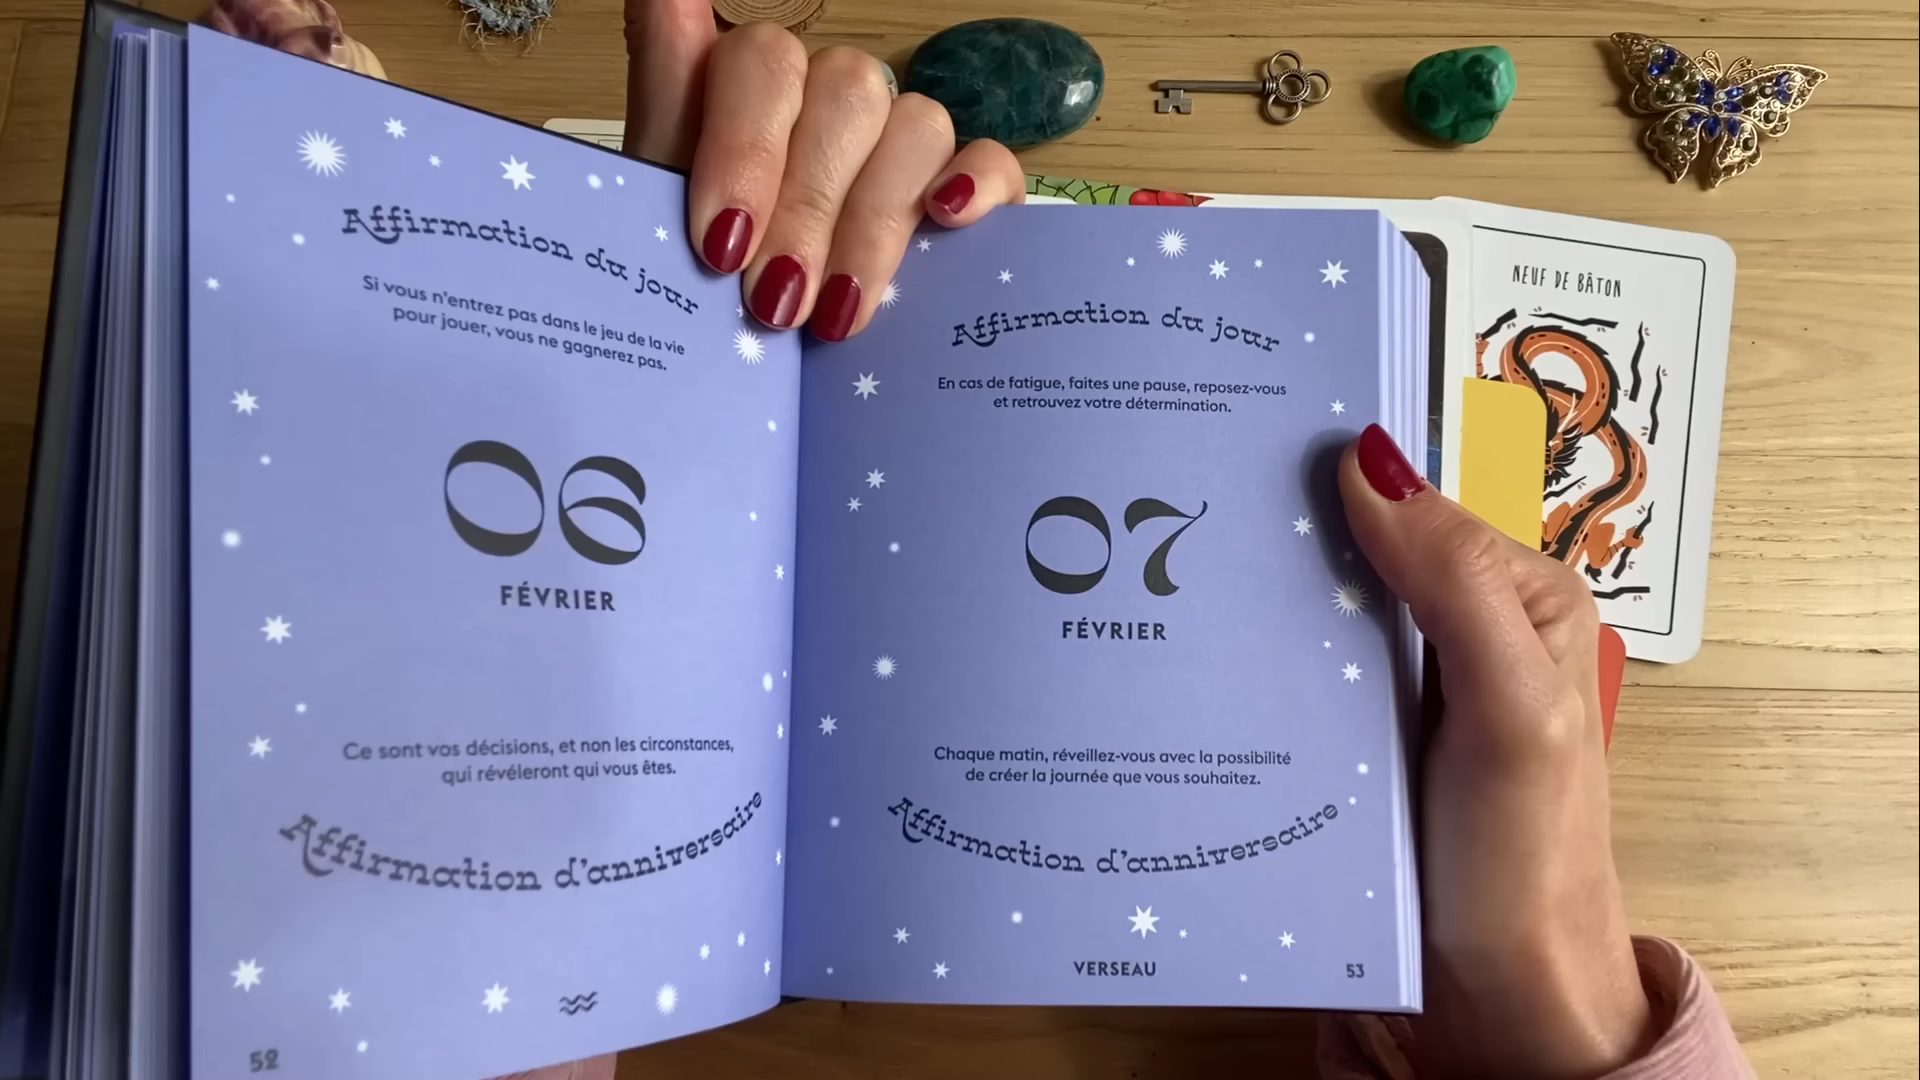 Affirmation du jour
Si vous n'entrez pas dans le jeu de la vie
pour jouer, vous ne gagnerez pas.
06
FÉVRIER
Ce sont vos décisions, et non les circonstances,
qui révéleront qui vous êtes.
Affirmation d'anniversaire
52
Affirmation du jour
En cas de fatigue, faites une pause, reposez-vous
et retrouvez votre détermination.
07
FÉVRIER
Chaque matin, réveillez-vous avec la possibilité
de créer la journée que vous souhaitez.
Affirmation d'anniversaire
VERSEAU
53
NEUF DE BÂTON